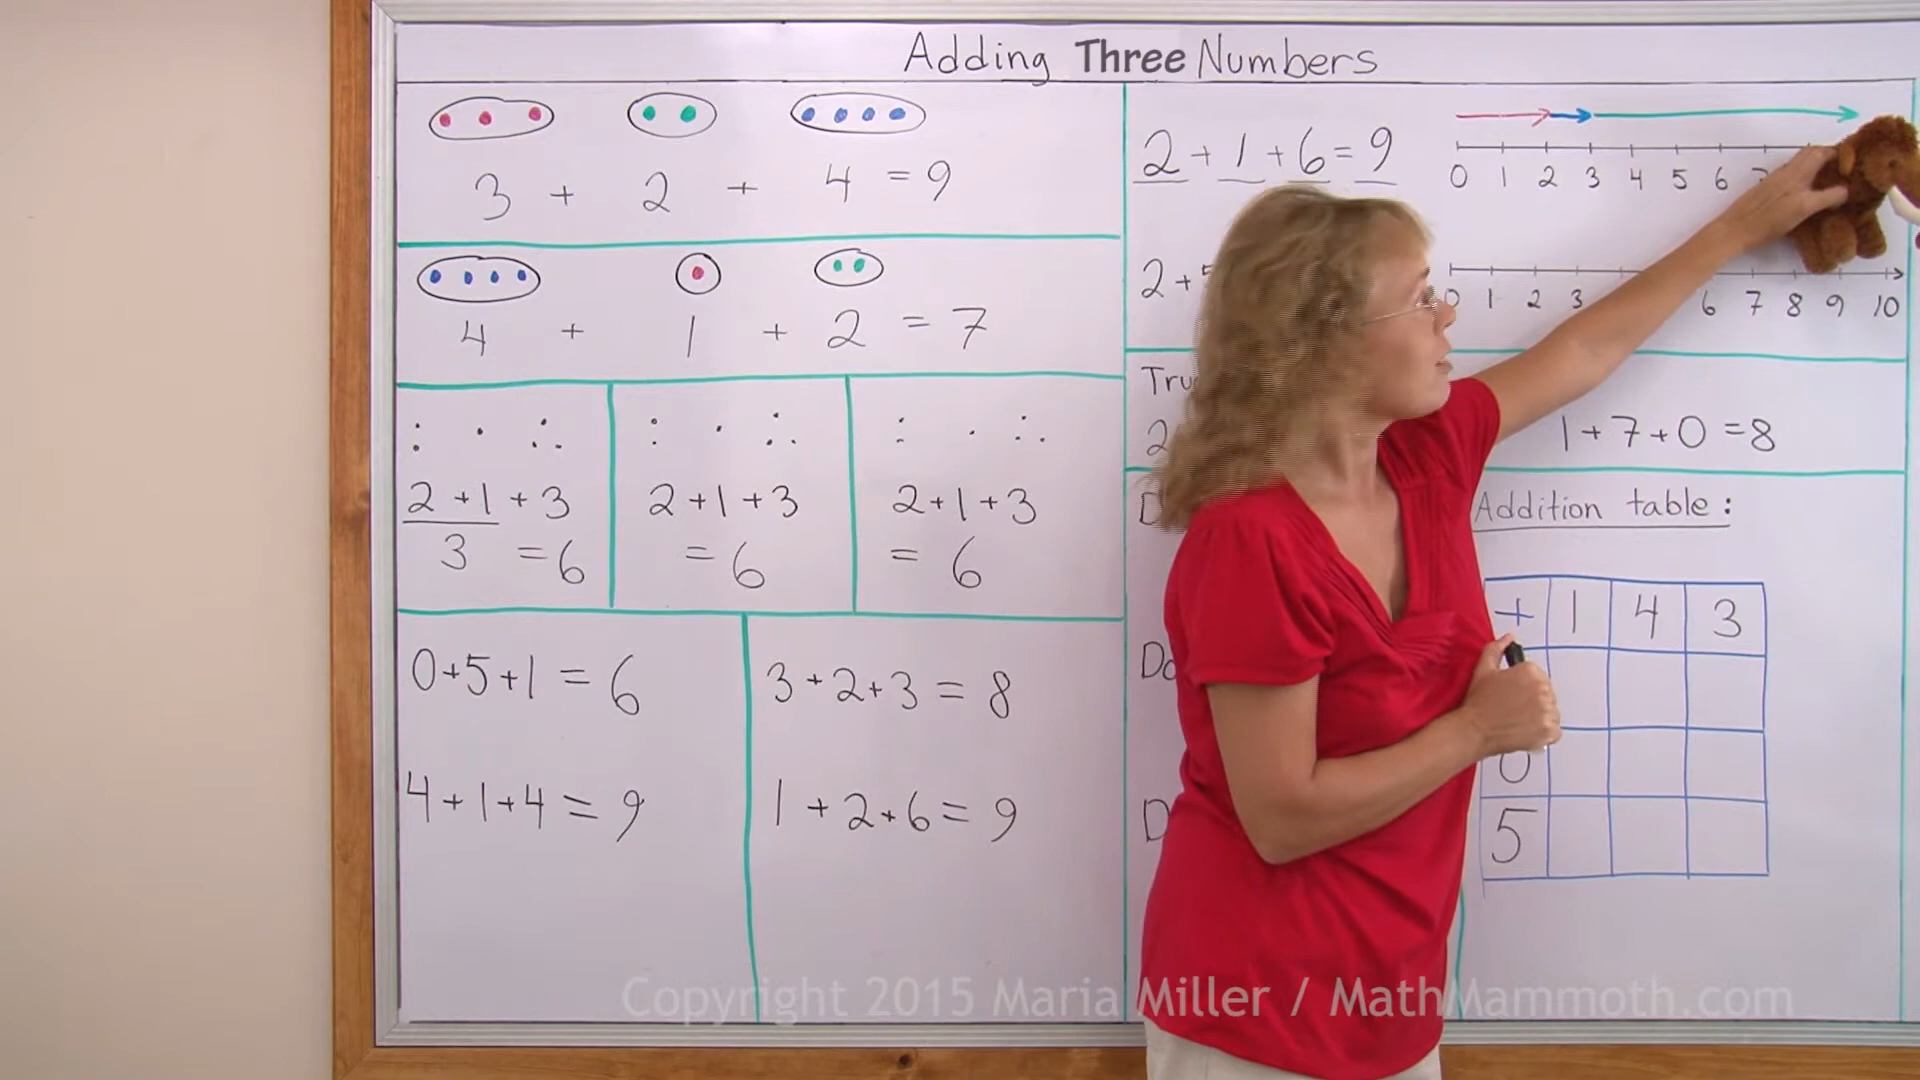 Adding Three Numbers
3 + 2 + 4 = 9
4 + 1 + 2 = 7
2 + 1 + 3
3 = 6
2 + 1 + 3
= 6
2 + 1 + 3
= 6
0 + 5 + 1 = 6
3 + 2 + 3 = 8
4 + 1 + 4 = 9
1 + 2 + 6 = 9
2 + 1 + 6 = 9
0 1 2 3 4 5 6
2 +
0 1 2 3 6 7 8 9 10
2
1 + 7 + 0 = 8
Addition table:
+ 1 4 3
0
5
Copyright 2015 Maria Miller / MathMammoth.com